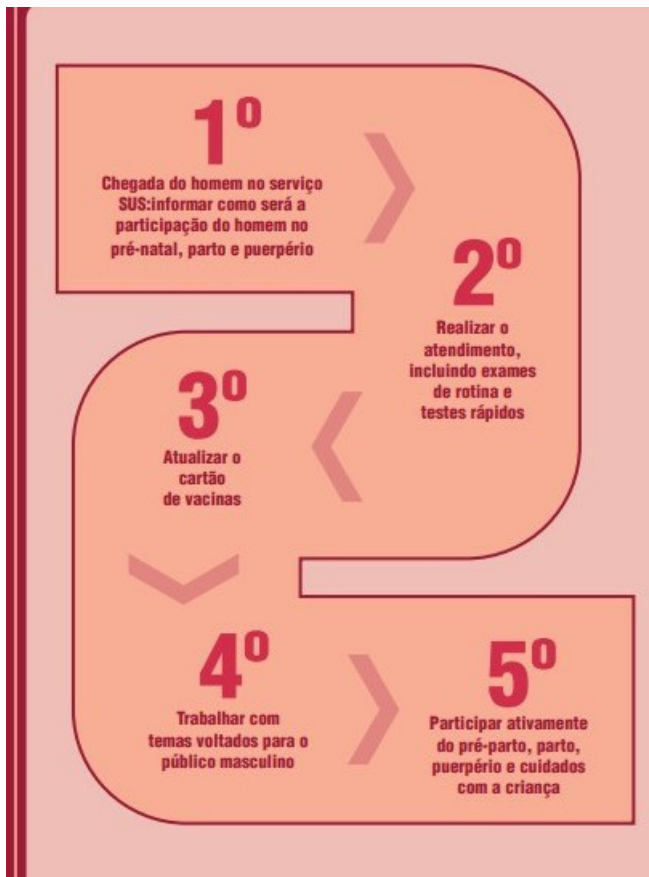 1º
Chegada do homem no serviço
SUS:informar como será a
participação do homem no
pré-natal, parto e puerpério
2º
Realizar o
atendimento,
incluindo exames
de rotina e
testes rápidos
3º
Atualizar o
cartão
de vacinas
4º
Trabalhar com
temas voltados para o
público masculino
5º
Participar ativamente
do pré-parto, parto,
puerpério e cuidados
com a criança